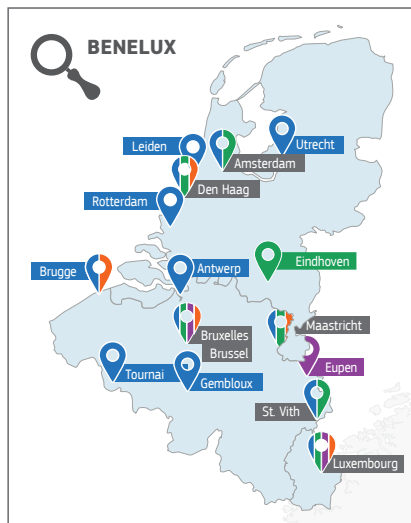 BENELUX
Leiden
Utrecht
Amsterdam
Den Haag
Rotterdam
Eindhoven
Brugge
Antwerp
Maastricht
Bruxelles
Brussel
Eupen
Tournai
Gembloux
St. Vith
Luxembourg